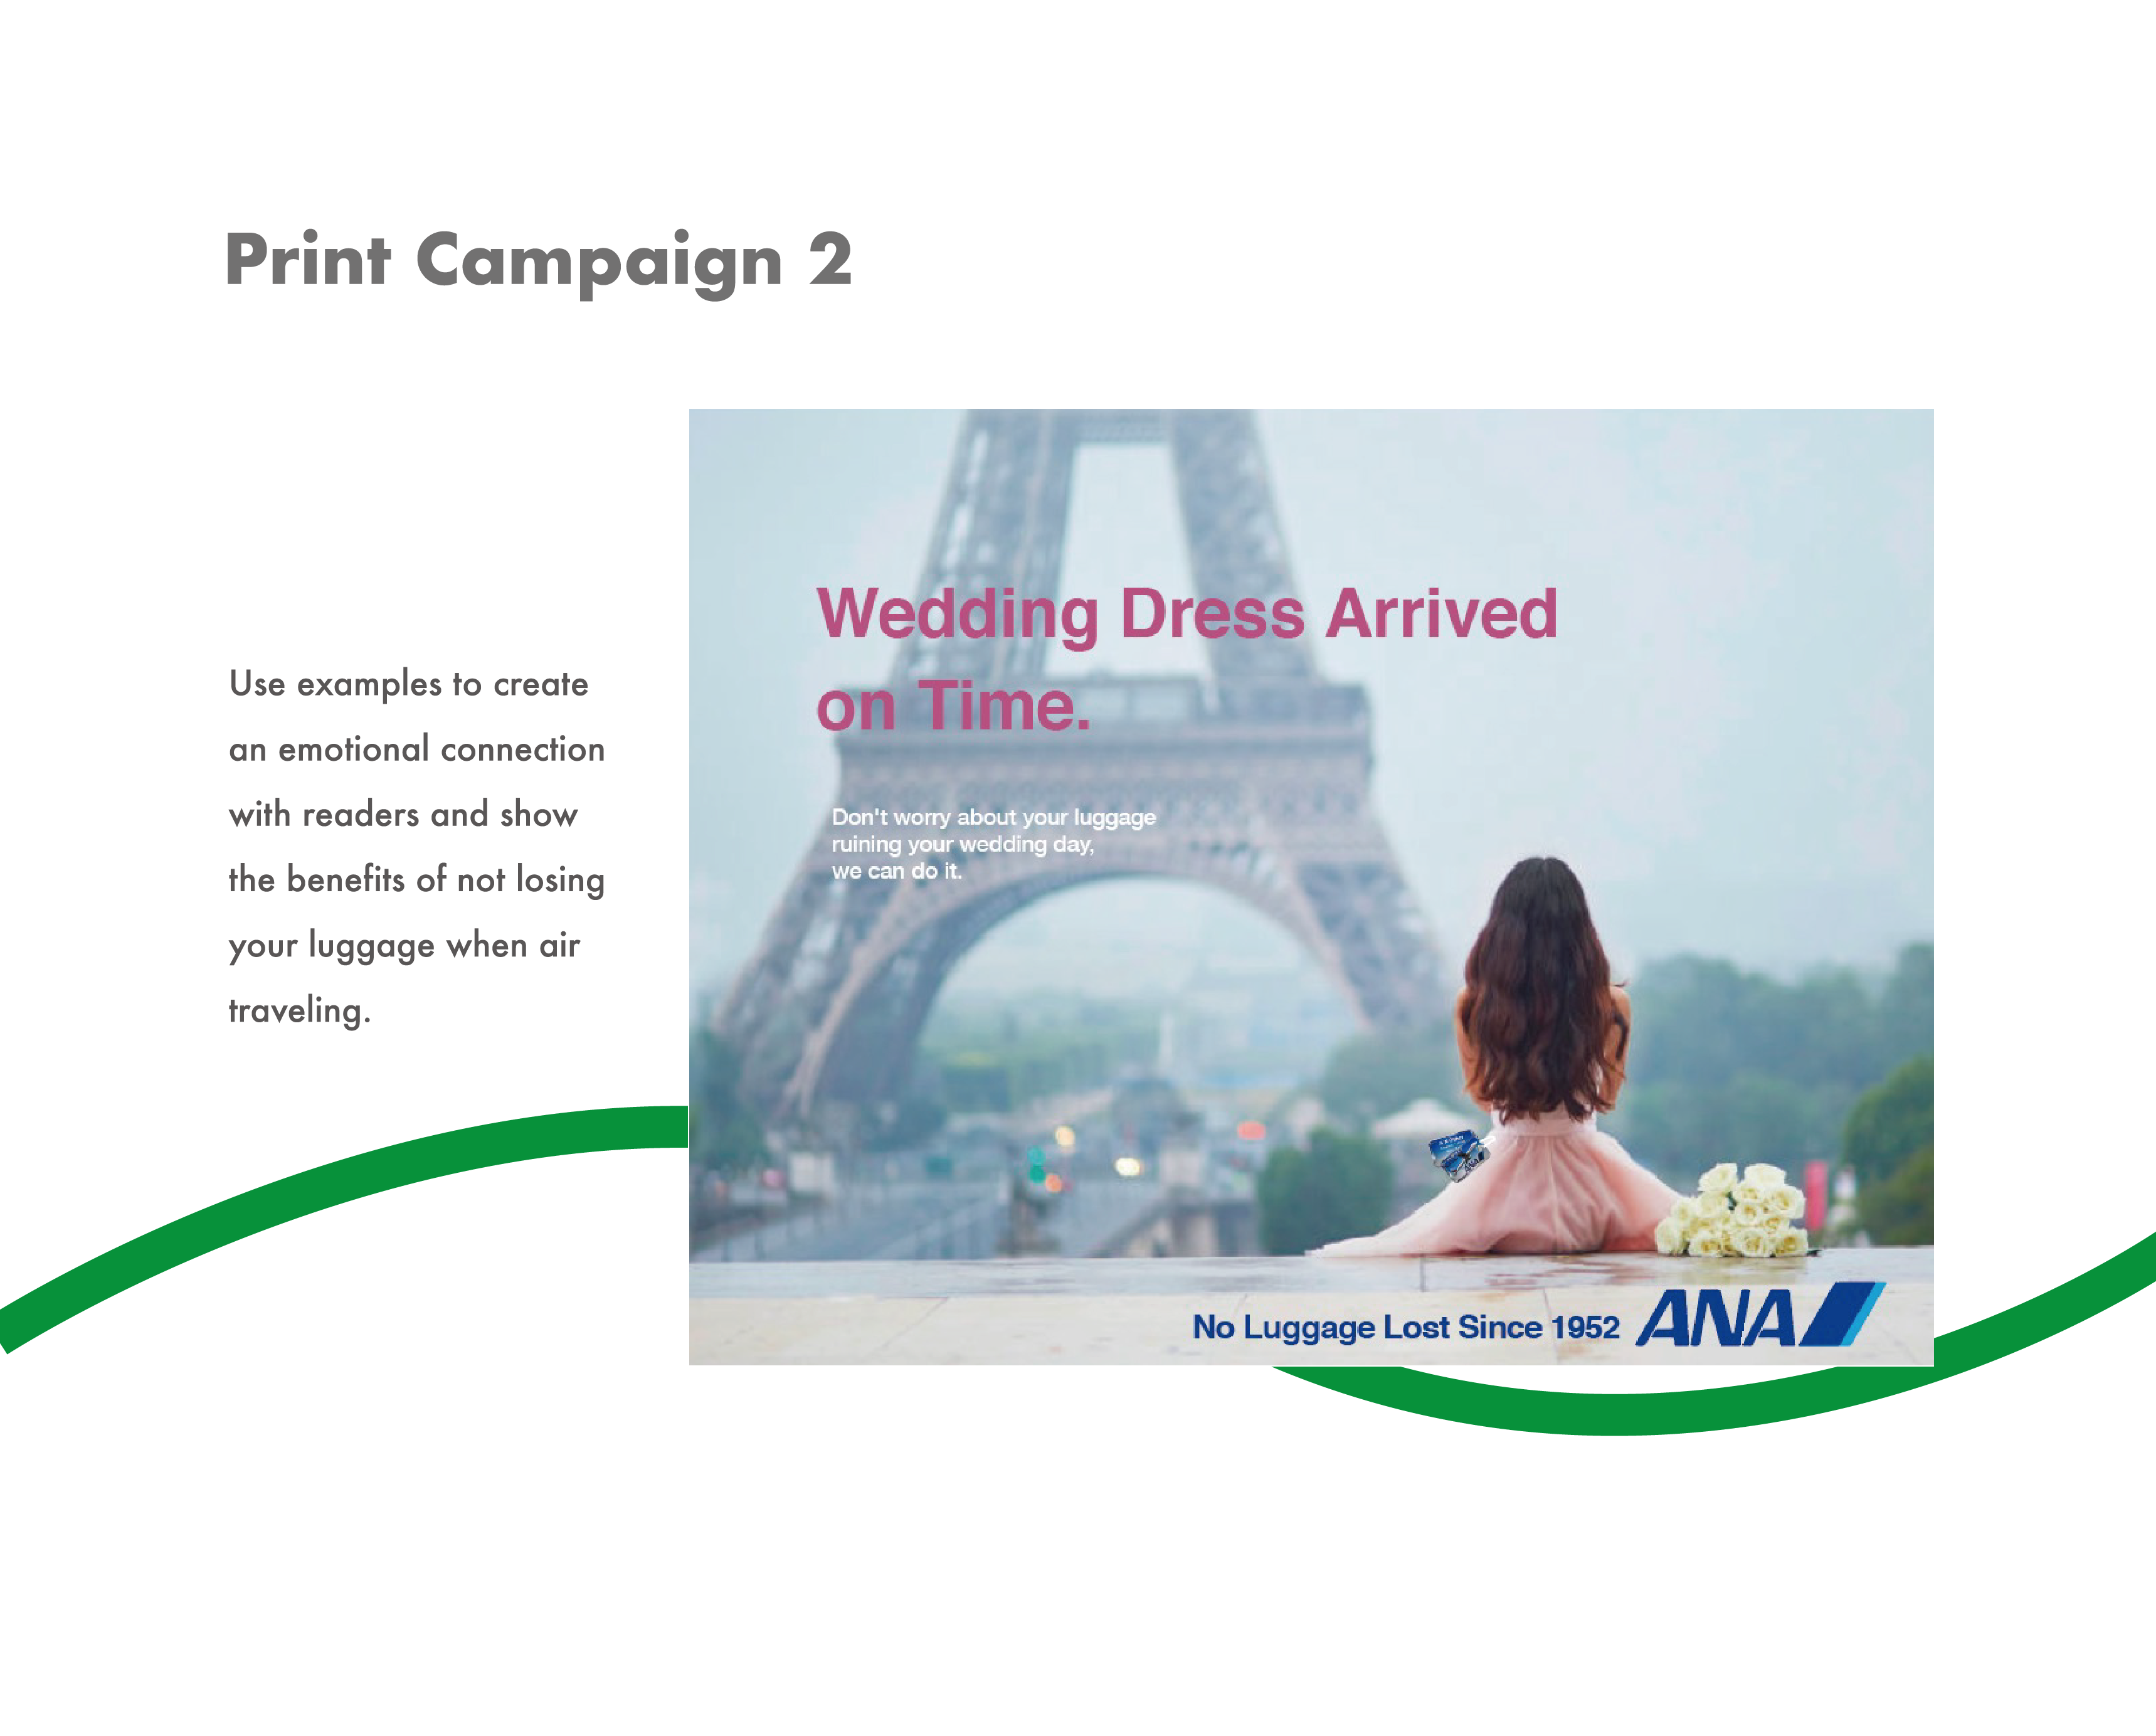 Print Campaign 2
Use examples to create
an emotional connection
with readers and show
the benefits of not losing
your luggage when air
traveling.
Wedding Dress Arrived
on Time.
Don't worry about your luggage
ruining your wedding day,
we can do it.
No Luggage Lost Since 1952 ANA